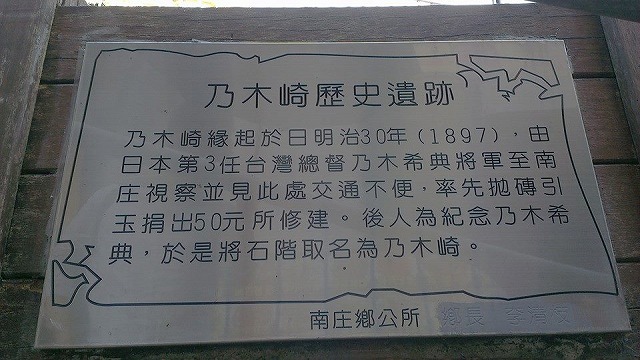 乃木崎歷史遺跡
乃木崎緣起於日明治30年（1897），由
日本第3任台灣總督乃木希典將軍至南
庄視察並見此處交通不便，率先拋磚引
玉捐出50元所修建。後人為紀念乃木希
典，於是將石階取名為乃木崎。
南庄鄉公所 鄉長